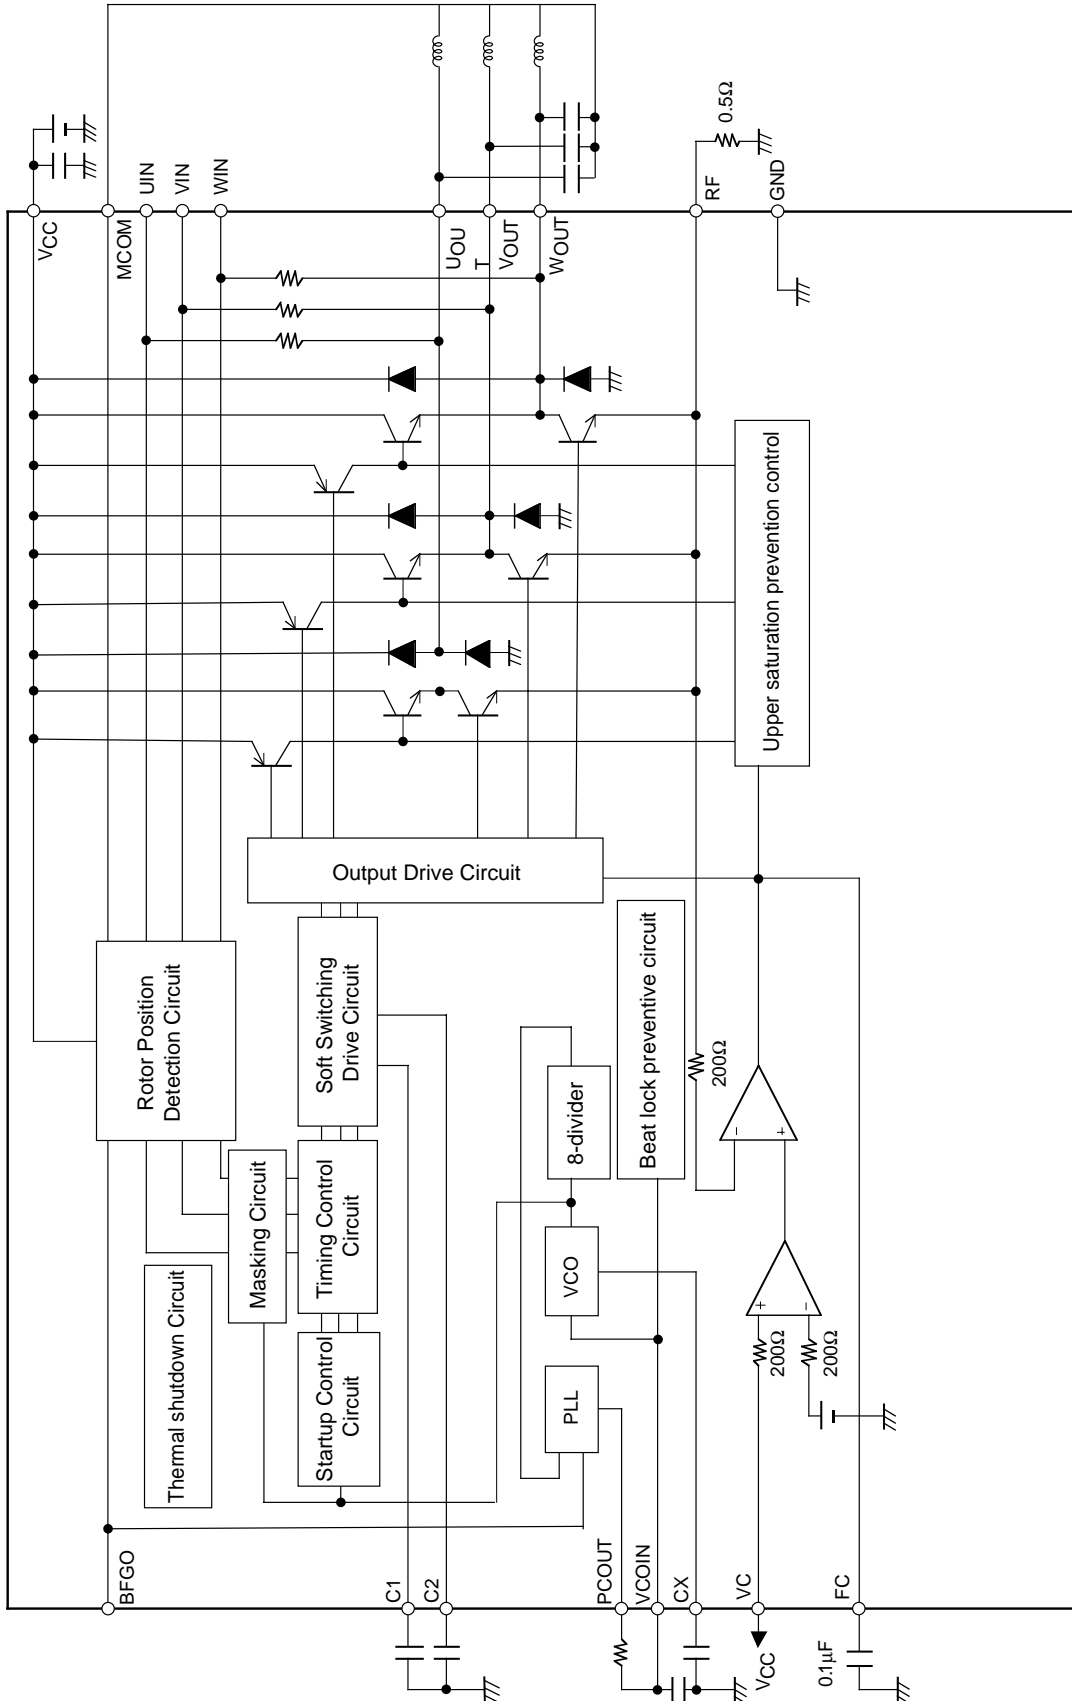 VCC
MCOM
UIN
VIN
WIN
UOU
T
VOUT
WOUT
RF
0.5Ω
GND
Upper saturation prevention control
Output Drive Circuit
Rotor Position
Detection Circuit
Soft Switching
Drive Circuit
Beat lock preventive circuit
8-divider
200Ω
−
+
Masking Circuit
Timing Control
Circuit
VCO
Thermal shutdown Circuit
Startup Control
Circuit
PLL
+
−
200Ω
200Ω
BFGO
C1
C2
PCOUT
VCOIN
CX
VC
FC
VCC
0.1µF